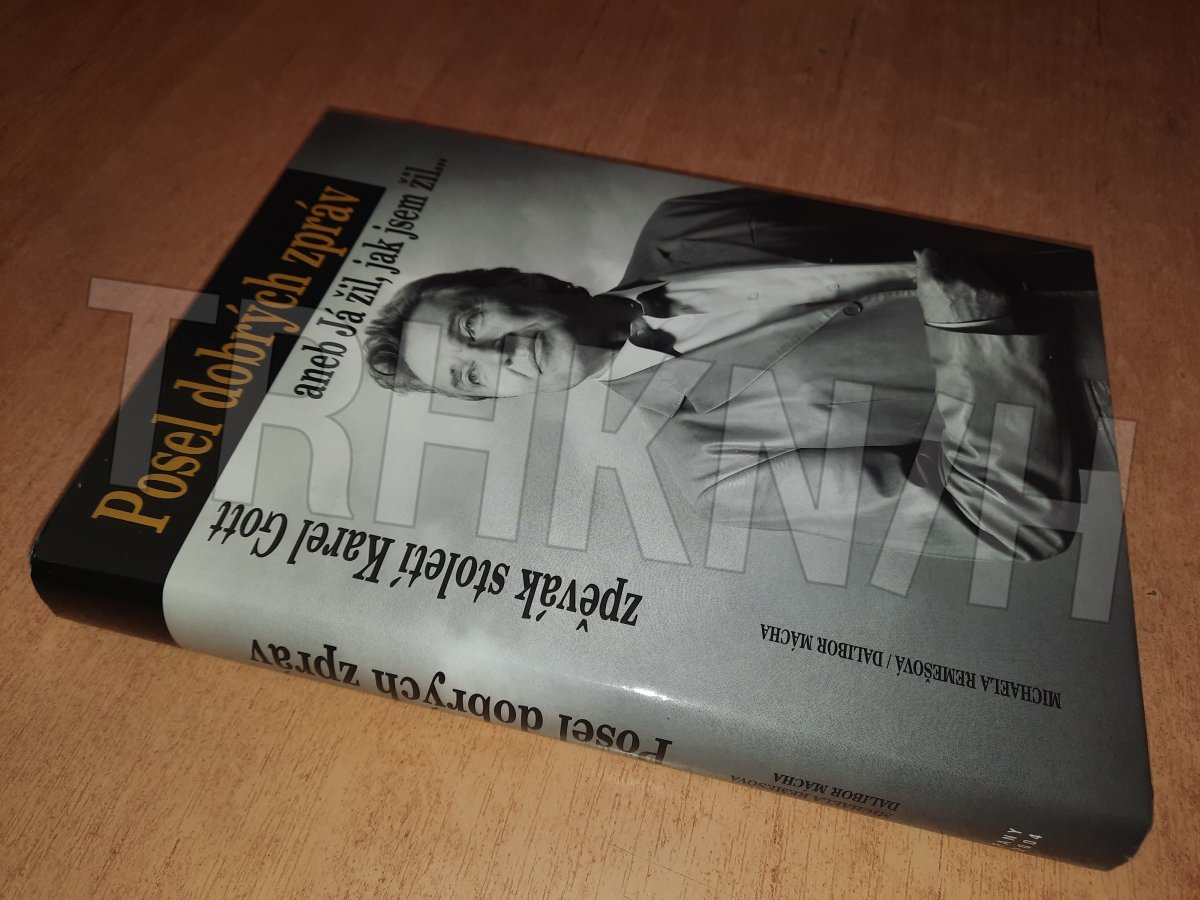 Posel dobrých zpráv
aneb Já žil, jak jsem žil...
zpěvák století Karel Gott
MICHAELA REMEŠOVÁ / DALIBOR MÁCHA
Posel dobrých zpráv
MICHAELA REMEŠOVÁ
DALIBOR MÁCHA
TRHKNIH